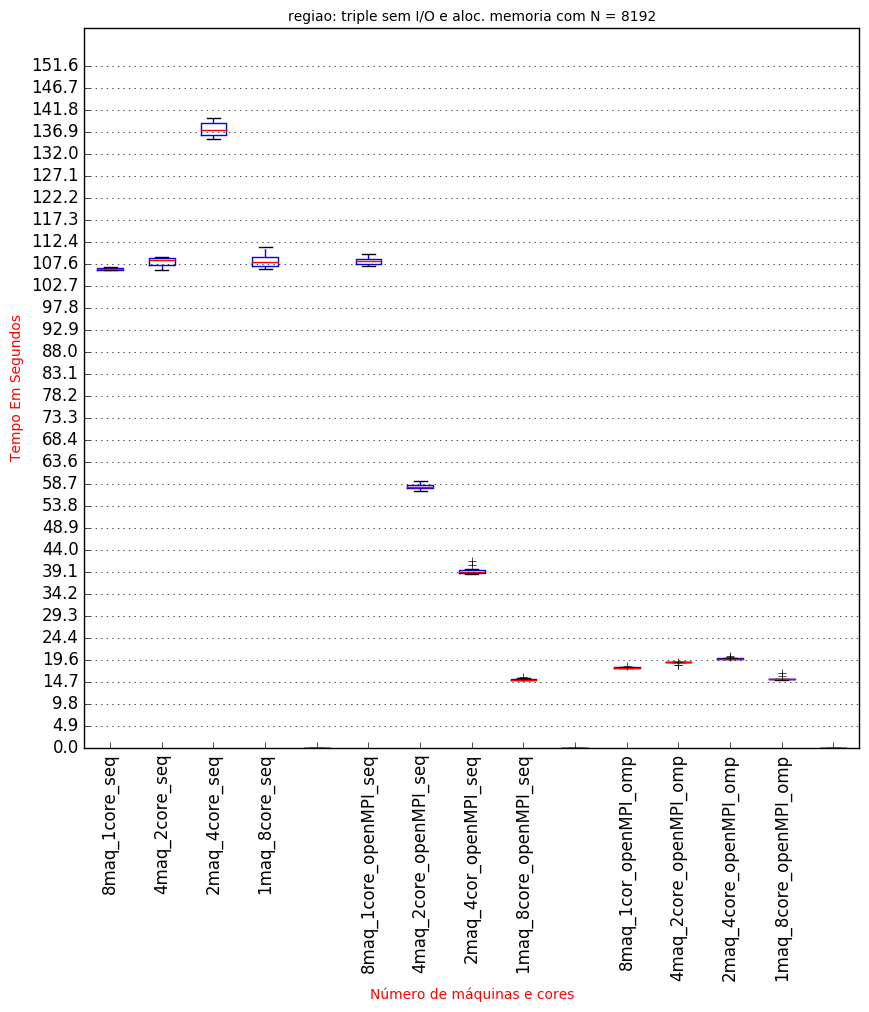 regiao: triple sem I/O e aloc. memoria com N = 8192
151.6
146.7
141.8
136.9
132.0
127.1
122.2
117.3
112.4
107.6
102.7
97.8
92.9
88.0
83.1
78.2
73.3
68.4
63.6
58.7
53.8
48.9
44.0
39.1
34.2
29.3
24.4
19.6
14.7
9.8
4.9
0.0
Tempo Em Segundos
8maq_1core_seq
4maq_2core_seq
2maq_4core_seq
1maq_8core_seq
8maq_1core_openMPI_seq
4maq_2core_openMPI_seq
2maq_4cor_openMPI_seq
1maq_8core_openMPI_seq
8maq_1cor_openMPI_omp
4maq_2core_openMPI_omp
2maq_4core_openMPI_omp
1maq_8core_openMPI_omp
Número de máquinas e cores